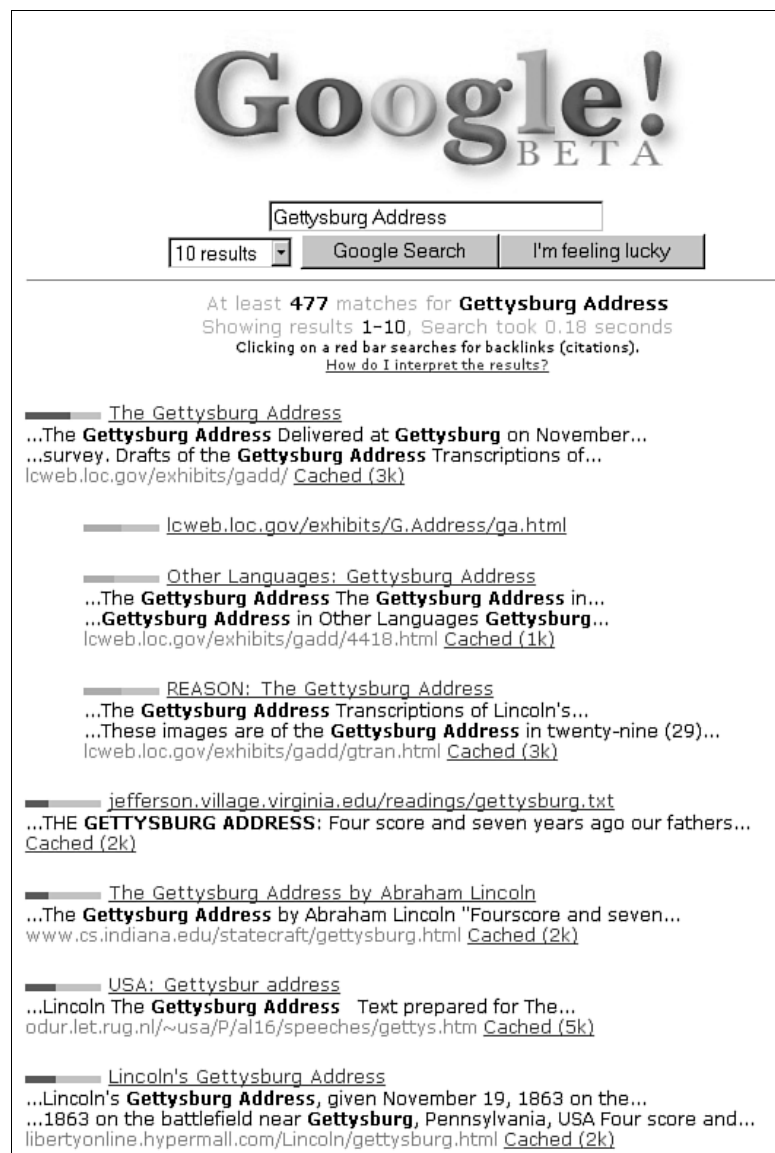 Google!
BETA
Gettysburg Address
10 results Google Search I'm feeling lucky
At least 477 matches for Gettysburg Address
Showing results 1-10, Search took 0.18 seconds
Clicking on a red bar searches for backlinks (citations).
How do I interpret the results?
The Gettysburg Address
...The Gettysburg Address Delivered at Gettysburg on November...
...survey. Drafts of the Gettysburg Address Transcriptions of...
lcweb.loc.gov/exhibits/gadd/ Cached (3k)
lcweb.loc.gov/exhibits/G.Address/ga.html
Other Languages: Gettysburg Address
...The Gettysburg Address The Gettysburg Address in...
...Gettysburg Address in Other Languages Gettysburg...
lcweb.loc.gov/exhibits/gadd/4418.html Cached (1k)
REASON: The Gettysburg Address
...The Gettysburg Address Transcriptions of Lincoln's...
...These images are of the Gettysburg Address in twenty-nine (29)...
lcweb.loc.gov/exhibits/gadd/gtran.html Cached (3k)
jefferson.village.virginia.edu/readings/gettysburg.txt
...THE GETTYSBURG ADDRESS: Four score and seven years ago our fathers...
Cached (2k)
The Gettysburg Address by Abraham Lincoln
...The Gettysburg Address by Abraham Lincoln "Fourscore and seven...
www.cs.indiana.edu/statecraft/gettysburg.html Cached (2k)
USA: Gettysbur address
...Lincoln The Gettysburg Address Text prepared for The...
odur.let.rug.nl/~usa/P/al16/speeches/gettys.htm Cached (5k)
Lincoln's Gettysburg Address
...Lincoln's Gettysburg Address, given November 19, 1863 on the...
...1863 on the battlefield near Gettysburg, Pennsylvania, USA Four score and...
libertyonline.hypermall.com/Lincoln/gettysburg.html Cached (2k)